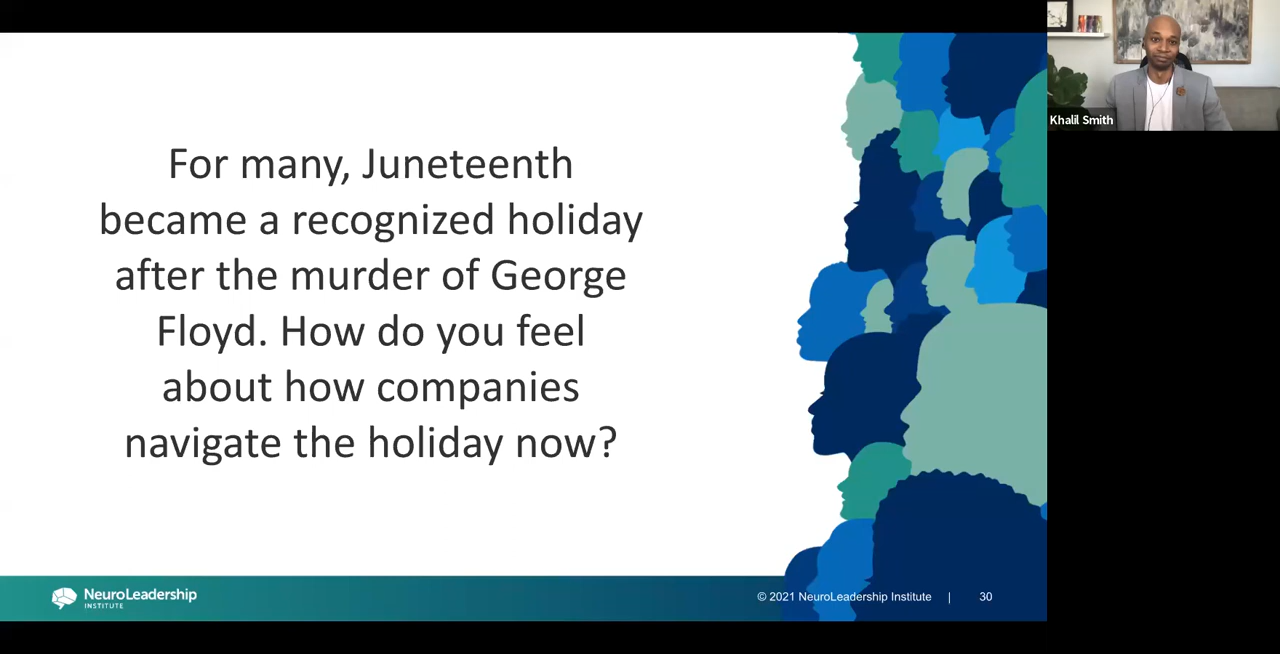 For many, Juneteenth
became a recognized holiday
after the murder of George
Floyd. How do you feel
about how companies
navigate the holiday now?
NeuroLeadership
INSTITUTE
© 2021 NeuroLeadership Institute | 30
Khalil Smith